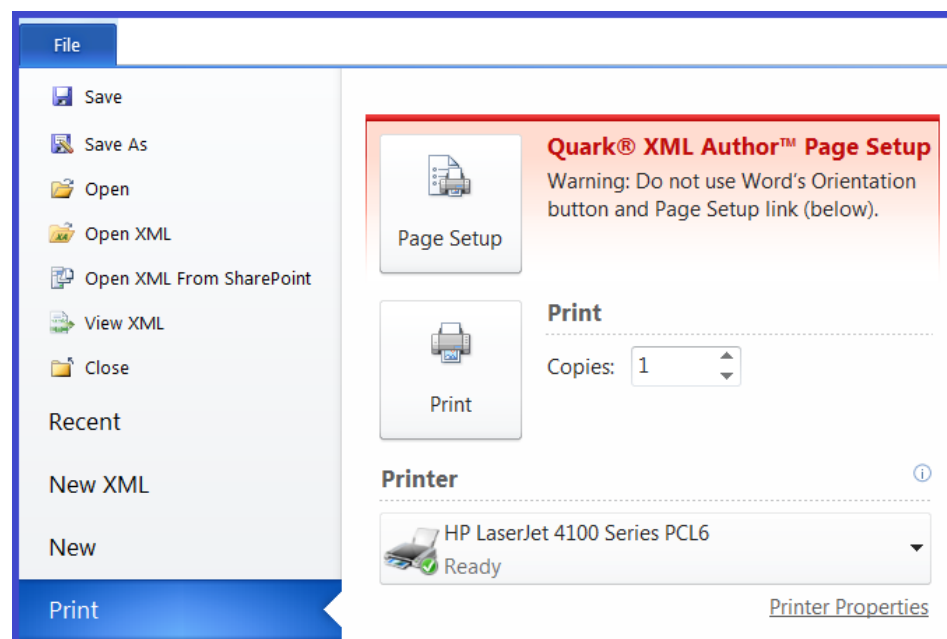 File
Save
Save As
Open
Open XML
Open XML From SharePoint
View XML
Close
Recent
New XML
New
Print
Page Setup
Quark® XML Author™ Page Setup
Warning: Do not use Word's Orientation
button and Page Setup link (below).
Print
Print
Copies: 1
Printer
HP LaserJet 4100 Series PCL6
Ready
Printer Properties